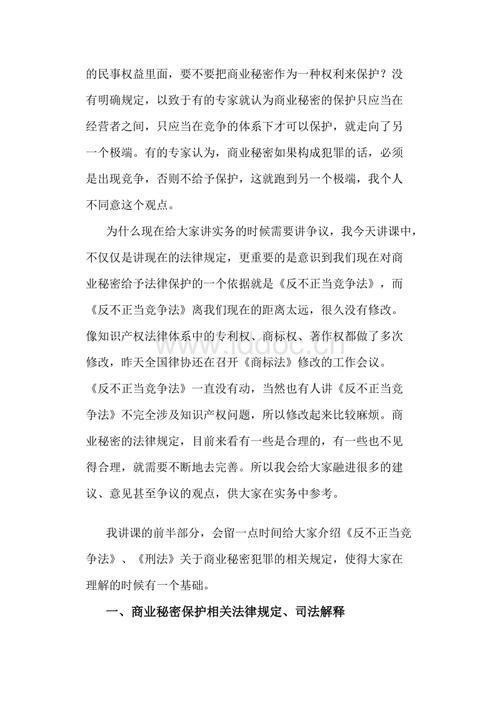 的民事权益里面，要不要把商业秘密作为一种权利来保护？没
有明确规定，以致于有的专家就认为商业秘密的保护只应当在
经营者之间，只应当在竞争的体系下才可以保护，就走向了另
一个极端。有的专家认为，商业秘密如果构成犯罪的话，必须
是出现竞争，否则不给予保护，这就跑到另一个极端，我个人
不同意这个观点。
为什么现在给大家讲实务的时候需要讲争议，我今天讲课中，
不仅仅是讲现在的法律规定，更重要的是意识到我们现在对商
业秘密给予法律保护的一个依据就是《反不正当竞争法》，而
《反不正当竞争法》离我们现在的距离太远，很久没有修改。
像知识产权法律体系中的专利权、商标权、著作权都做了多次
修改，昨天全国律协还在召开《商标法》修改的工作会议。
《反不正当竞争法》一直没有动，当然也有人讲《反不正当竞
争法》不完全涉及知识产权问题，所以修改起来比较麻烦。商
业秘密的法律规定，目前来看有一些是合理的，有一些也不见
得合理，就需要不断地去完善。所以我会给大家融进很多的建
议、意见甚至争议的观点，供大家在实务中参考。
我讲课的前半部分，会留一点时间给大家介绍《反不正当竞
争法》、《刑法》关于商业秘密犯罪的相关规定，使得大家在
理解的时候有一个基础。
一、商业秘密保护相关法律规定、司法解释